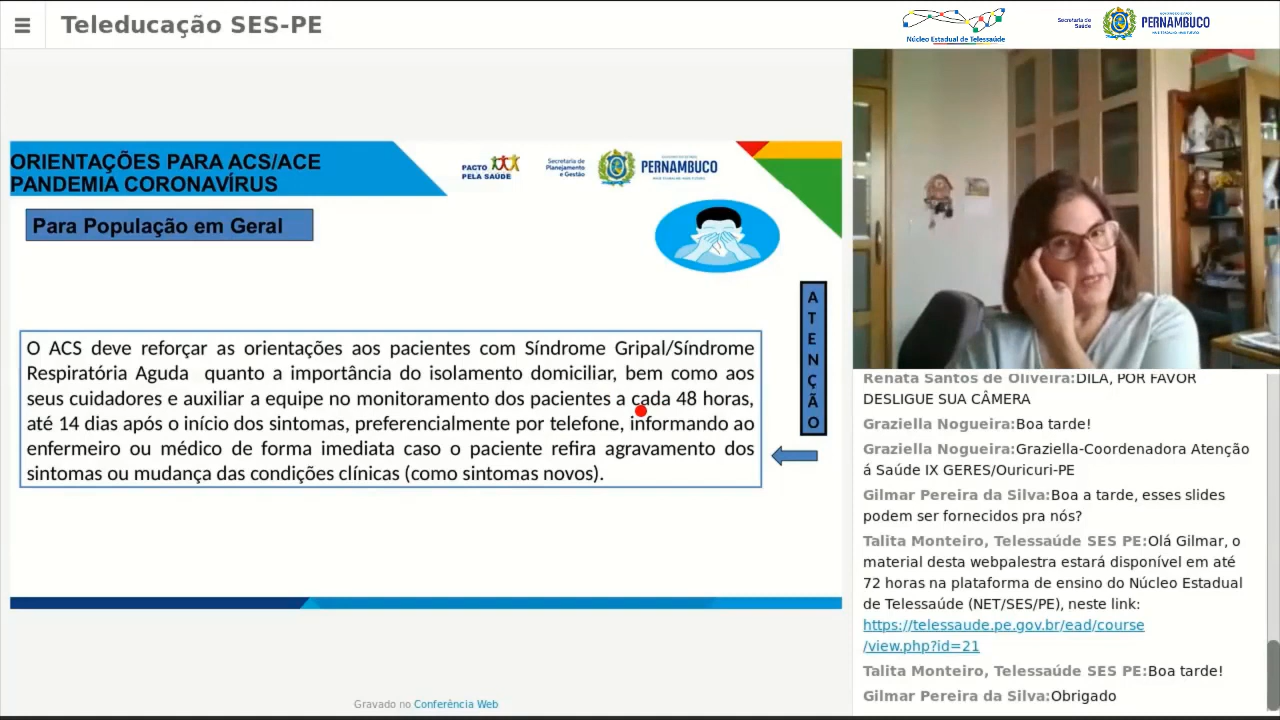 Teleducação SES-PE
Núcleo Estadual de Telessaúde
Secretaria de
Saúde
PERNAMBUCO
ORIENTAÇÕES PARA ACS/ACE
PANDEMIA CORONAVÍRUS
PACTO
PELA SAÚDE
Secretaria de
Planejamento
e Gestão
PERNAMBUCO
Para População em Geral
ATENÇÃO
O ACS deve reforçar as orientações aos pacientes com Síndrome Gripal/Síndrome
Respiratória Aguda quanto a importância do isolamento domiciliar, bem como aos
seus cuidadores e auxiliar a equipe no monitoramento dos pacientes a cada 48 horas,
até 14 dias após o início dos sintomas, preferencialmente por telefone, informando ao
enfermeiro ou médico de forma imediata caso o paciente refira agravamento dos
sintomas ou mudança das condições clínicas (como sintomas novos).
Gravado no Conferência Web
Renata Santos de Oliveira:DILA, POR FAVOR
DESLIGUE SUA CÂMERA
Graziella Nogueira:Boa tarde!
Graziella Nogueira:Graziella-Coordenadora Atenção
á Saúde IX GERES/Ouricuri-PE
Gilmar Pereira da Silva:Boa a tarde, esses slides
podem ser fornecidos pra nós?
Talita Monteiro, Telessaúde SES PE:Olá Gilmar, o
material desta webpalestra estará disponível em até
72 horas na plataforma de ensino do Núcleo Estadual
de Telessaúde (NET/SES/PE), neste link:
https://telessaude.pe.gov.br/ead/course
/view.php?id=21
Talita Monteiro, Telessaúde SES PE:Boa tarde!
Gilmar Pereira da Silva:Obrigado